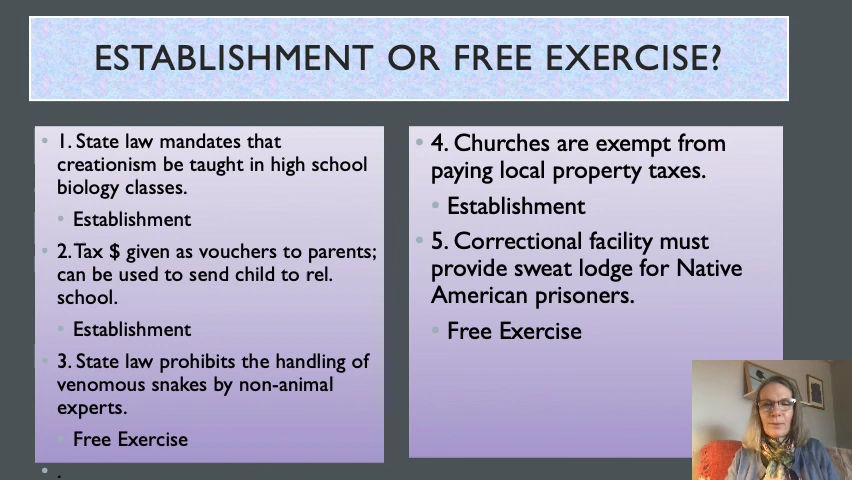 ESTABLISHMENT OR FREE EXERCISE?
1. State law mandates that
creationism be taught in high school
biology classes.
Establishment
2. Tax $ given as vouchers to parents;
can be used to send child to rel.
school.
Establishment
3. State law prohibits the handling of
venomous snakes by non-animal
experts.
Free Exercise
.
4. Churches are exempt from
paying local property taxes.
Establishment
5. Correctional facility must
provide sweat lodge for Native
American prisoners.
Free Exercise